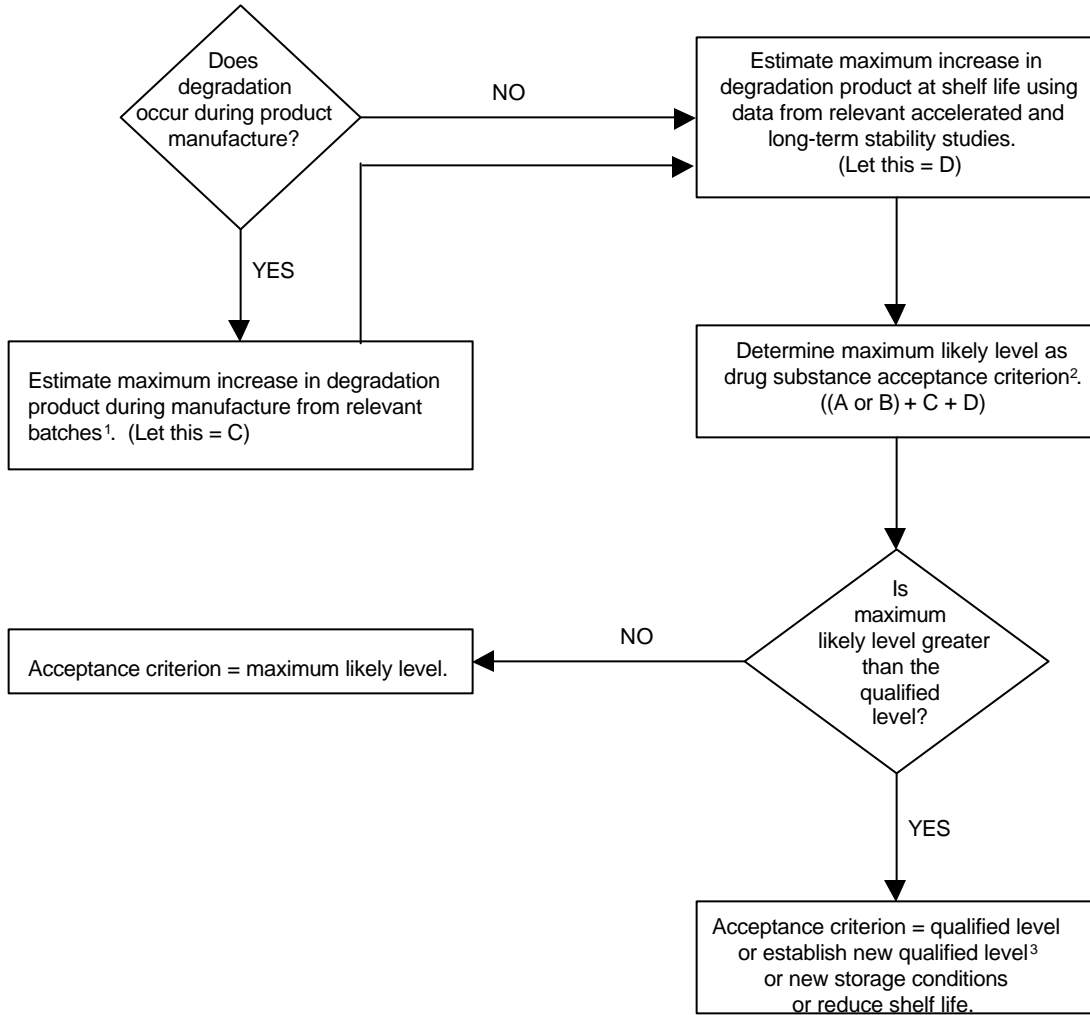 Does
degradation
occur during product
manufacture?
NO
Estimate maximum increase in
degradation product at shelf life using
data from relevant accelerated and
long-term stability studies.
(Let this = D)
YES
Estimate maximum increase in degradation
product during manufacture from relevant
batches¹. (Let this = C)
Determine maximum likely level as
drug substance acceptance criterion².
((A or B) + C + D)
Is
maximum
likely level greater
than the
qualified
level?
NO
Acceptance criterion = maximum likely level.
YES
Acceptance criterion = qualified level
or establish new qualified level³
or new storage conditions
or reduce shelf life.